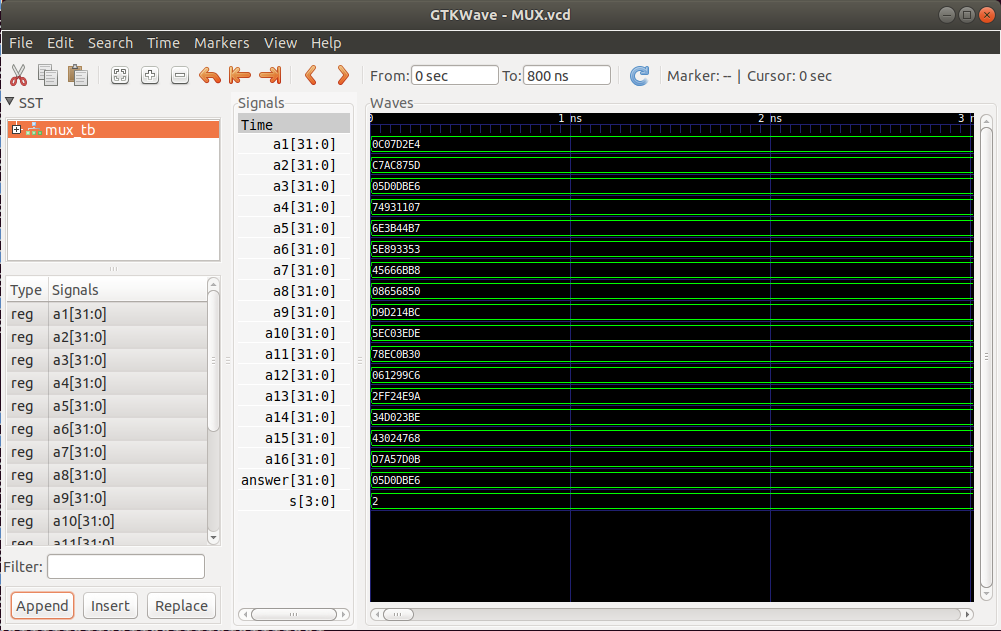 GTKWave - MUX.vcd
File Edit Search Time Markers View Help
From: 0 sec To: 800 ns Marker: -- | Cursor: 0 sec
SST
mux_tb
Type Signals
reg a1[31:0]
reg a2[31:0]
reg a3[31:0]
reg a4[31:0]
reg a5[31:0]
reg a6[31:0]
reg a7[31:0]
reg a8[31:0]
reg a9[31:0]
reg a10[31:0]
reg a11[31:0]
Filter:
Append Insert Replace
Signals
Time
a1[31:0]
a2[31:0]
a3[31:0]
a4[31:0]
a5[31:0]
a6[31:0]
a7[31:0]
a8[31:0]
a9[31:0]
a10[31:0]
a11[31:0]
a12[31:0]
a13[31:0]
a14[31:0]
a15[31:0]
a16[31:0]
answer[31:0]
s[3:0]
Waves
0 1 ns 2 ns 3 n
0C07D2E4
C7AC875D
05D0DBE6
74931107
6E3B44B7
5E893353
45666BB8
08656850
D9D214BC
5EC03EDE
78EC0B30
061299C6
2FF24E9A
34D023BE
43024768
D7A57D0B
05D0DBE6
2